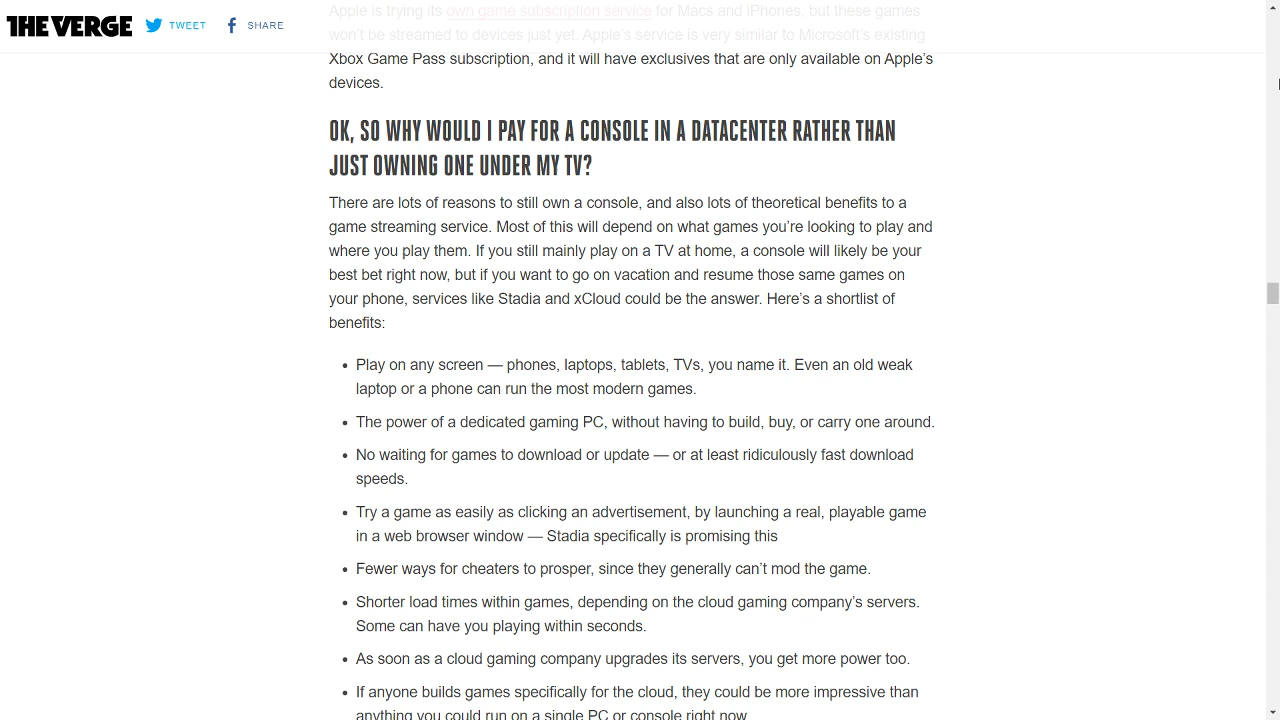 THE VERGE TWEET SHARE
Apple is trying its own game subscription service for Macs and iPhones, but these games
won’t be streamed to devices just yet. Apple’s service is very similar to Microsoft’s existing
Xbox Game Pass subscription, and it will have exclusives that are only available on Apple’s
devices.
OK, SO WHY WOULD I PAY FOR A CONSOLE IN A DATACENTER RATHER THAN
JUST OWNING ONE UNDER MY TV?
There are lots of reasons to still own a console, and also lots of theoretical benefits to a
game streaming service. Most of this will depend on what games you’re looking to play and
where you play them. If you still mainly play on a TV at home, a console will likely be your
best bet right now, but if you want to go on vacation and resume those same games on
your phone, services like Stadia and xCloud could be the answer. Here’s a shortlist of
benefits:
• Play on any screen — phones, laptops, tablets, TVs, you name it. Even an old weak
laptop or a phone can run the most modern games.
• The power of a dedicated gaming PC, without having to build, buy, or carry one around.
• No waiting for games to download or update — or at least ridiculously fast download
speeds.
• Try a game as easily as clicking an advertisement, by launching a real, playable game
in a web browser window — Stadia specifically is promising this
• Fewer ways for cheaters to prosper, since they generally can’t mod the game.
• Shorter load times within games, depending on the cloud gaming company’s servers.
Some can have you playing within seconds.
• As soon as a cloud gaming company upgrades its servers, you get more power too.
• If anyone builds games specifically for the cloud, they could be more impressive than
anything you could run on a single PC or console right now